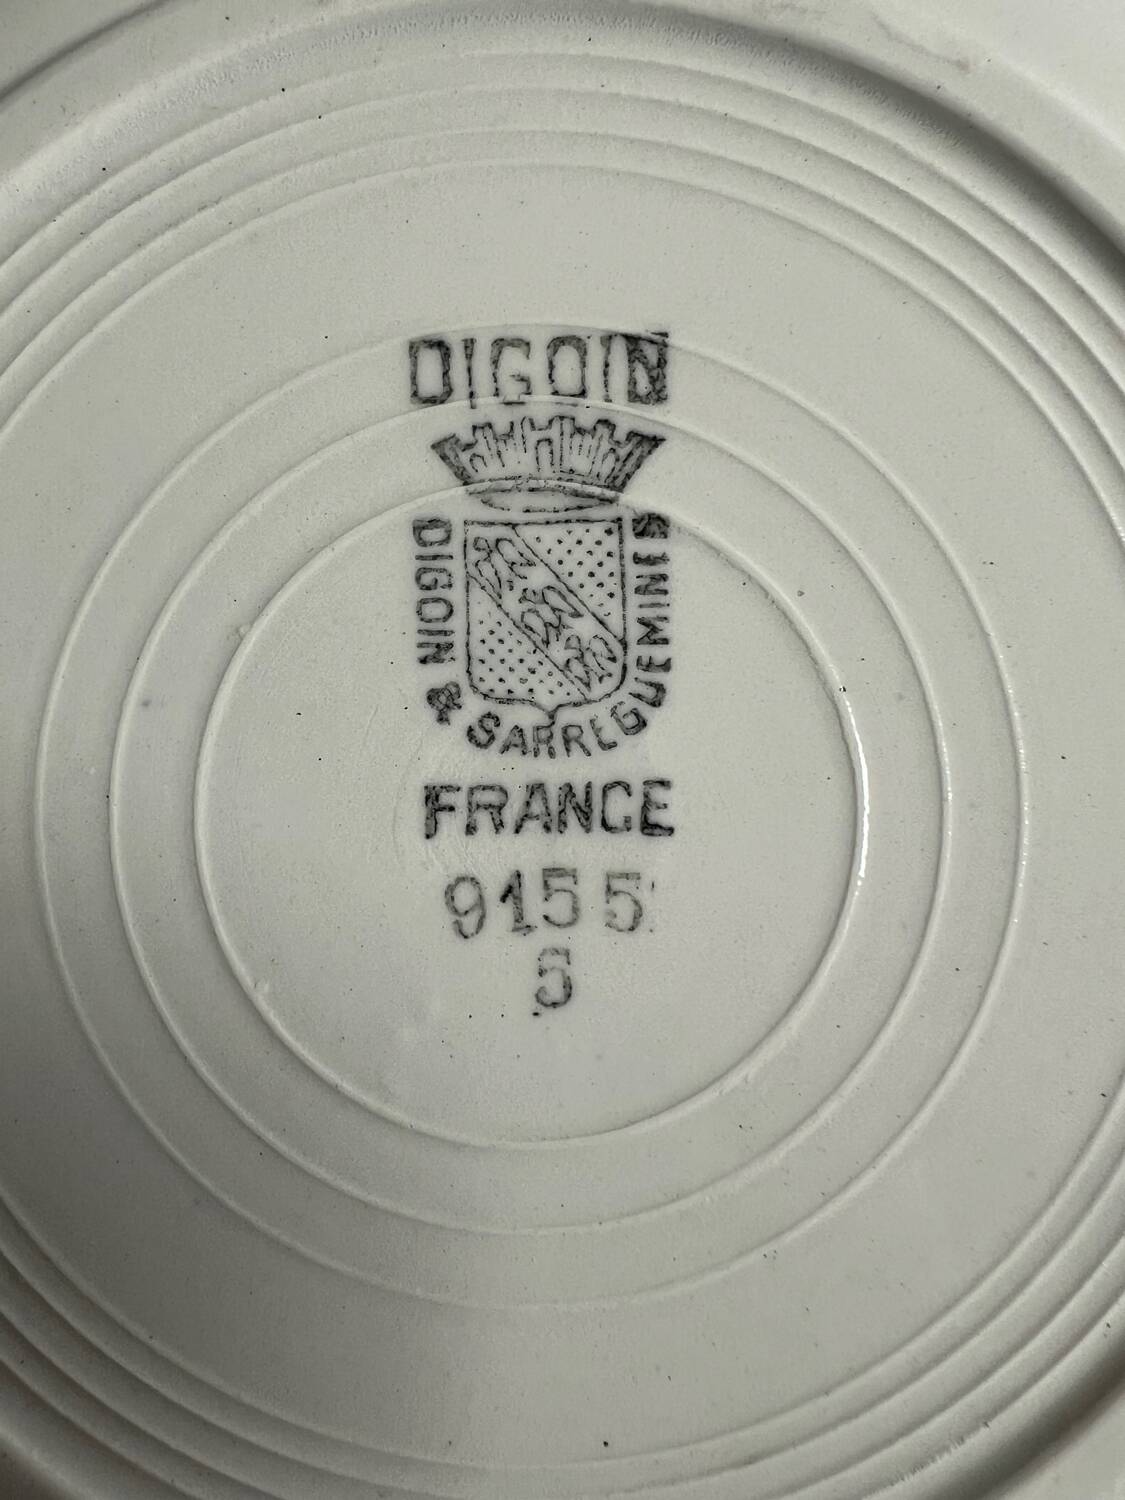 DIGOIN
DIGOIN & SARREGUEMINES
FRANCE
9155
5